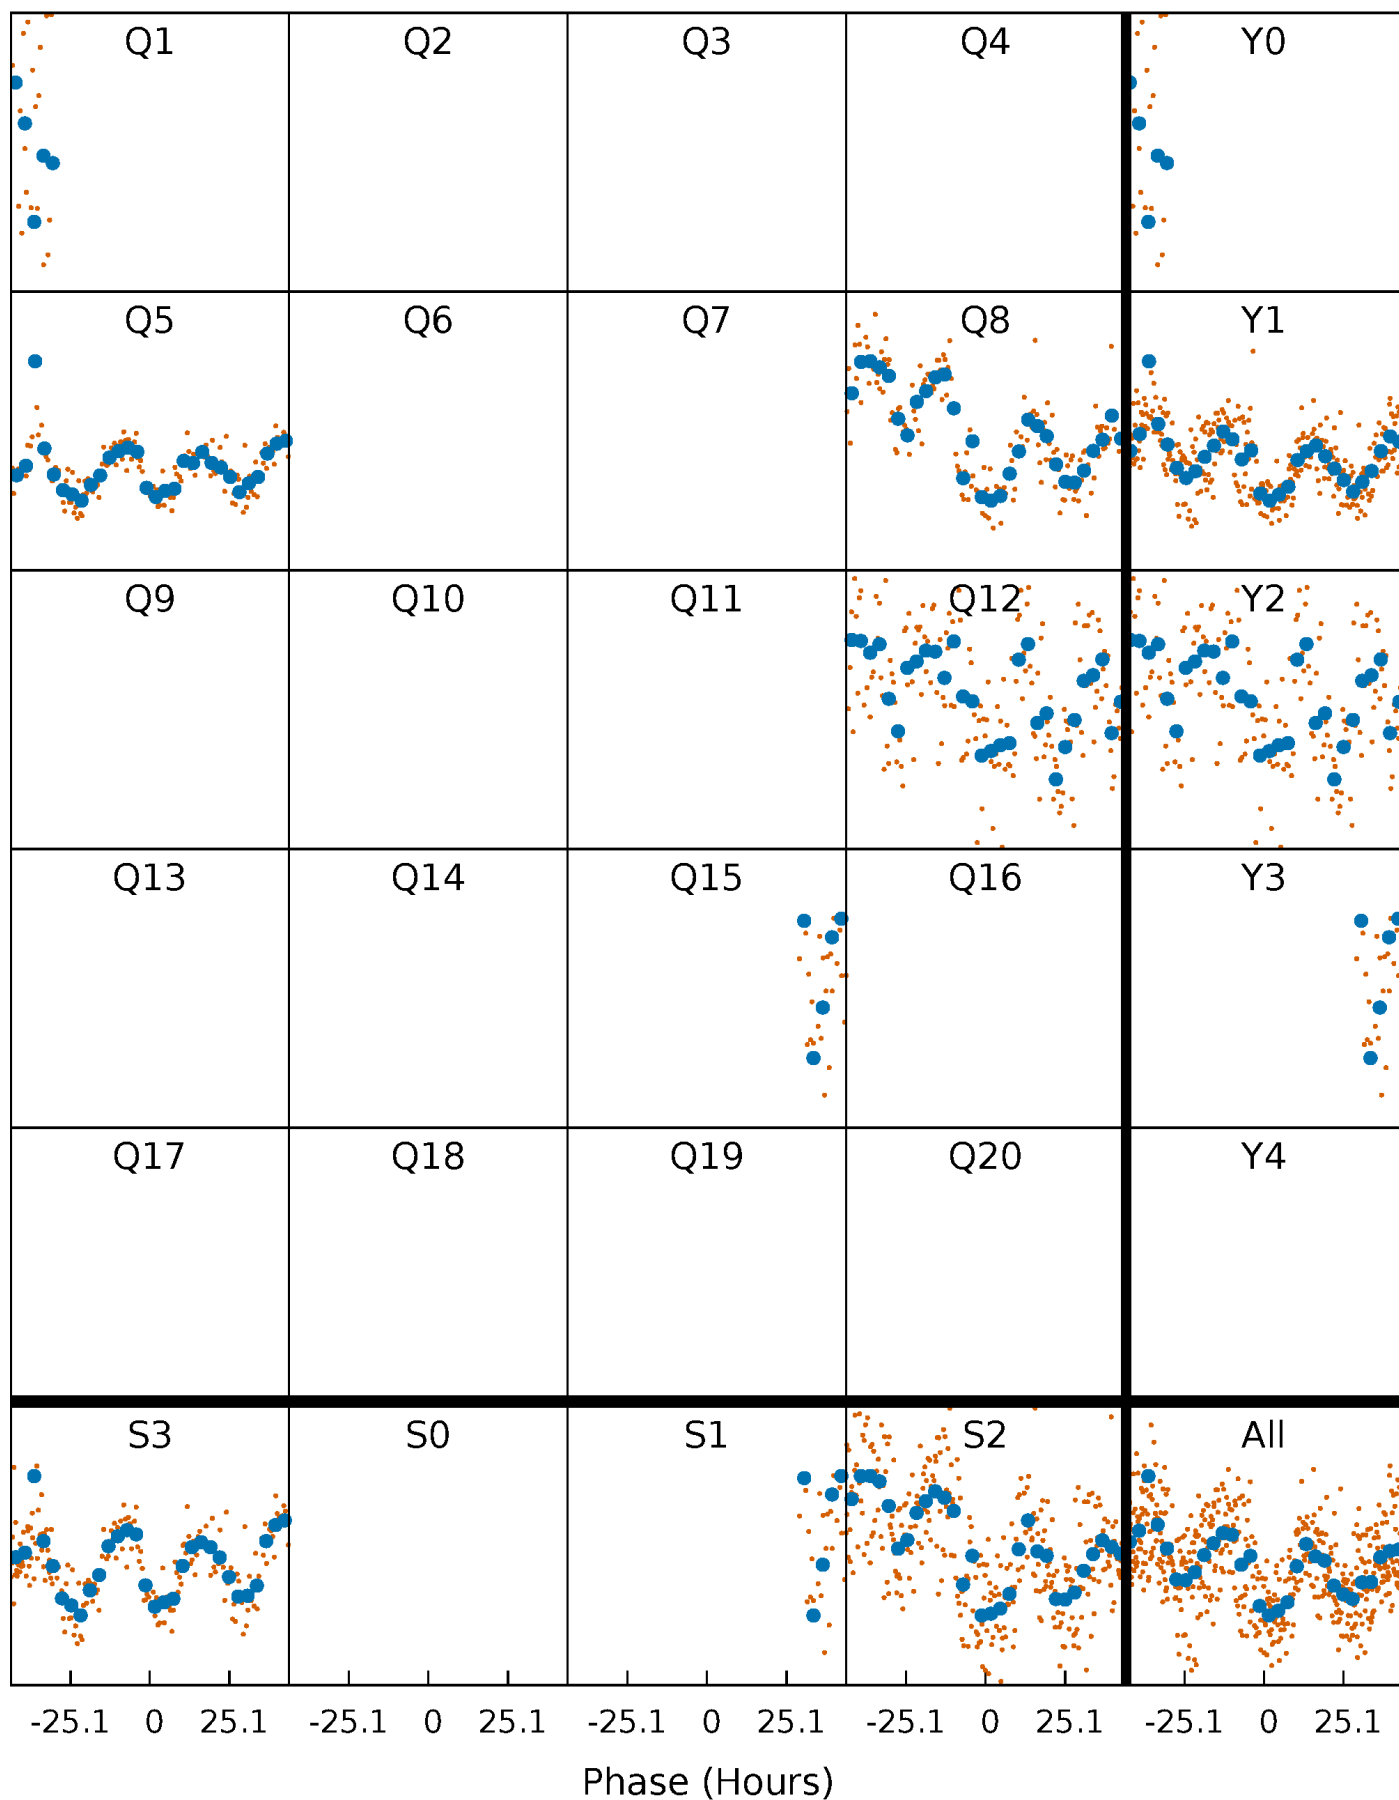 Q1 Q2 Q3 Q4 Y0
Q5 Q6 Q7 Q8 Y1
Q9 Q10 Q11 Q12 Y2
Q13 Q14 Q15 Q16 Y3
Q17 Q18 Q19 Q20 Y4
S3 S0 S1 S2 All
-25.1 0 25.1 -25.1 0 25.1 -25.1 0 25.1 -25.1 0 25.1 -25.1 0 25.1
Phase (Hours)